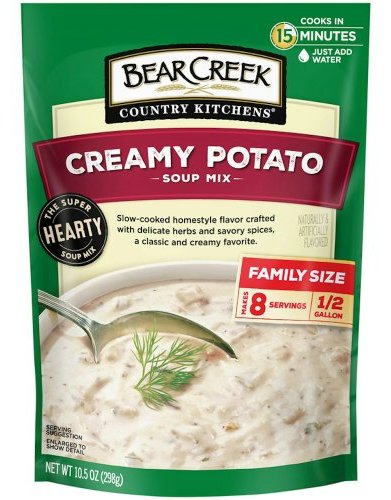 COOKS IN
15 MINUTES
JUST ADD
WATER
BEAR CREEK
COUNTRY KITCHENS®
CREAMY POTATO
SOUP MIX
THE SUPER
HEARTY
SOUP MIX
Slow-cooked homestyle flavor crafted
with delicate herbs and savory spices,
a classic and creamy favorite.
NATURALLY &
ARTIFICIALLY
FLAVORED
FAMILY SIZE
MAKES
8 SERVINGS
1/2
GALLON
SERVING
SUGGESTION
ENLARGED TO
SHOW DETAIL
NET WT 10.5 OZ (298g)